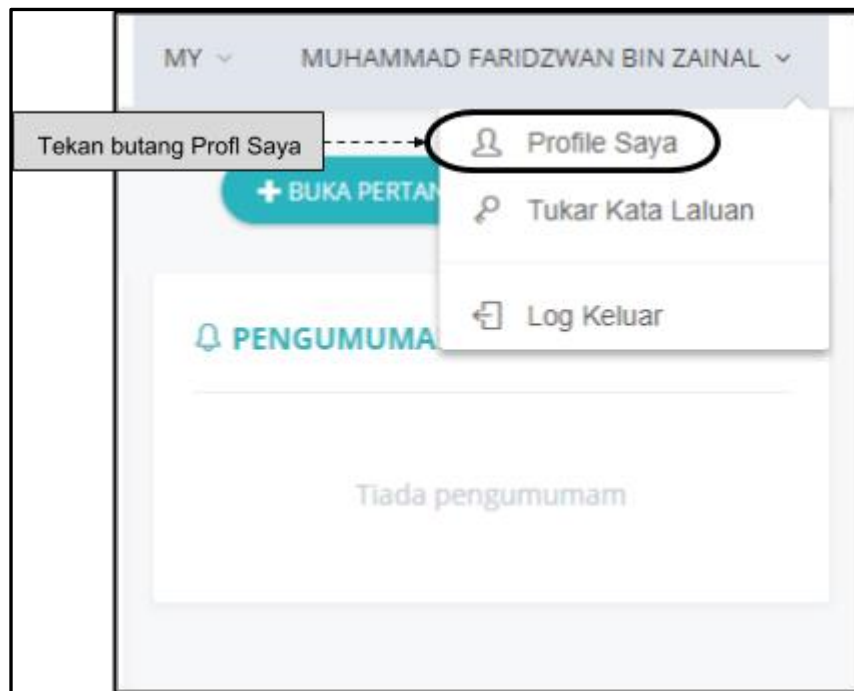 MY MUHAMMAD FARIDZWAN BIN ZAINAL
Tekan butang Profl Saya
Profile Saya
BUKA PERTAN
Tukar Kata Laluan
Log Keluar
PENGUMUMA
Tiada pengumumam